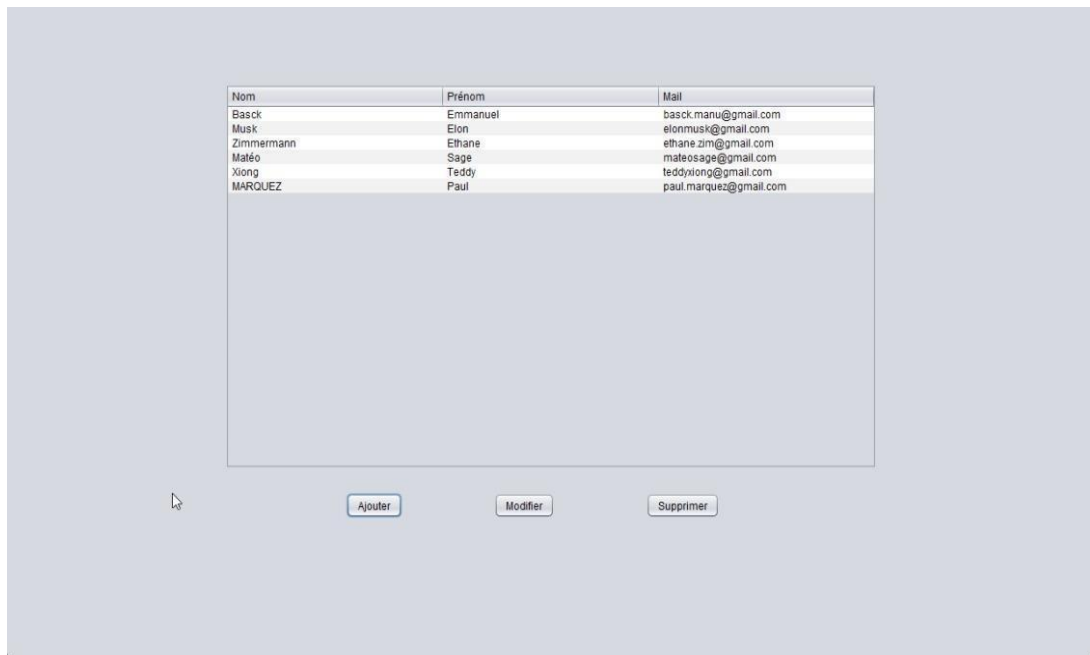 Nom Prénom Mail
Basck Emmanuel basck.manu@gmail.com
Musk Elon elonmusk@gmail.com
Zimmermann Ethane ethane.zim@gmail.com
Matéo Sage mateosage@gmail.com
Xiong Teddy teddyxiong@gmail.com
MARQUEZ Paul paul.marquez@gmail.com
Ajouter Modifier Supprimer